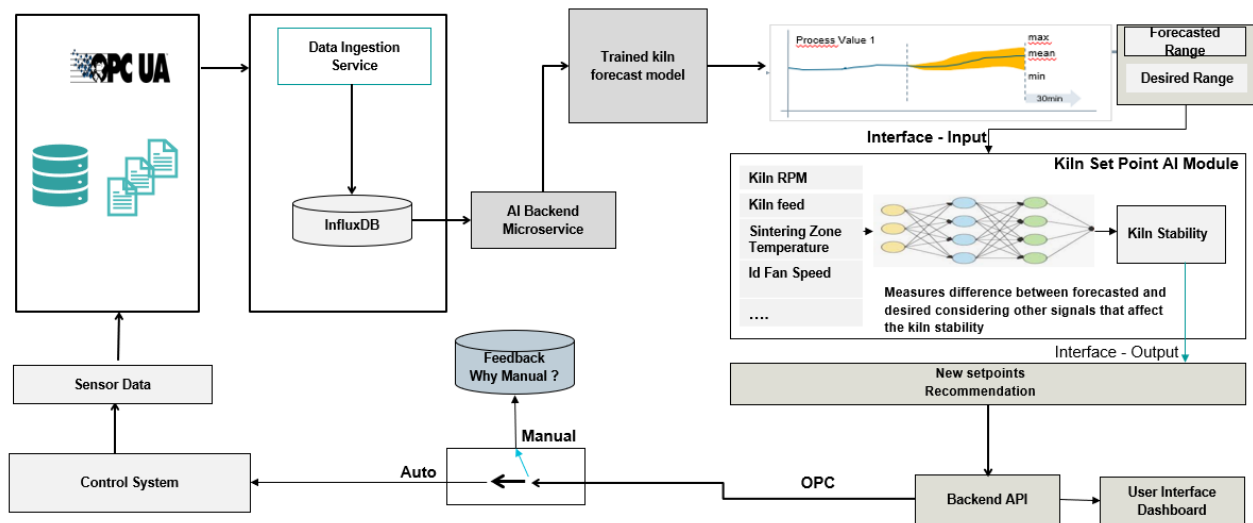 OPC UA
Data Ingestion
Service
InfluxDB
AI Backend
Microservice
Trained kiln
forecast model
Process Value 1
max
mean
min
30min
Forecasted
Range
Desired Range
Interface - Input
Kiln Set Point AI Module
Kiln RPM
Kiln feed
Sintering Zone
Temperature
Id Fan Speed
....
Kiln Stability
Measures difference between forecasted and
desired considering other signals that affect
the kiln stability
Interface - Output
New setpoints
Recommendation
Sensor Data
Control System
Feedback
Why Manual ?
Manual
Auto
OPC
Backend API
User Interface
Dashboard